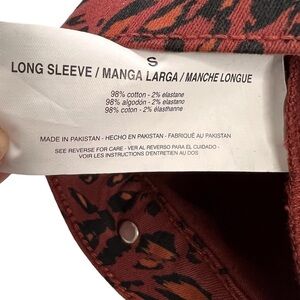 S
LONG SLEEVE / MANGA LARGA / MANCHE LONGUE
98% cotton - 2% elastane
98% algodón - 2% elastano
98% coton - 2% élasthanne
MADE IN PAKISTAN - HECHO EN PAKISTAN - FABRIQUÉ AU PAKISTAN
SEE REVERSE FOR CARE - VER AL REVERSO PARA EL CUIDADO -
VOIR LES INSTRUCTIONS D'ENTRETIEN AU DOS